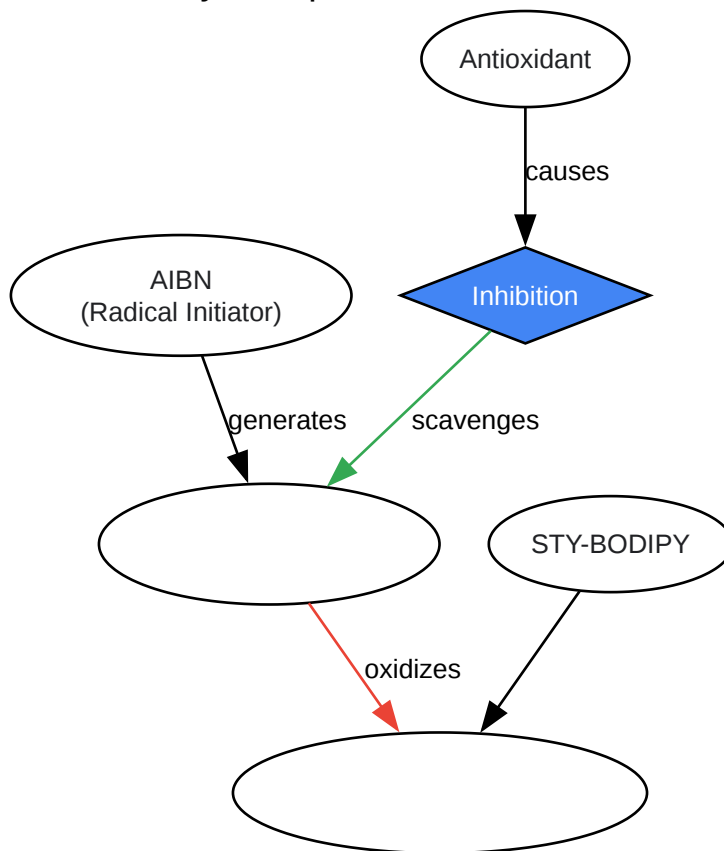 Antioxidant
causes
AIBN
(Radical Initiator)
Inhibition
generates
scavenges
STY-BODIPY
oxidizes